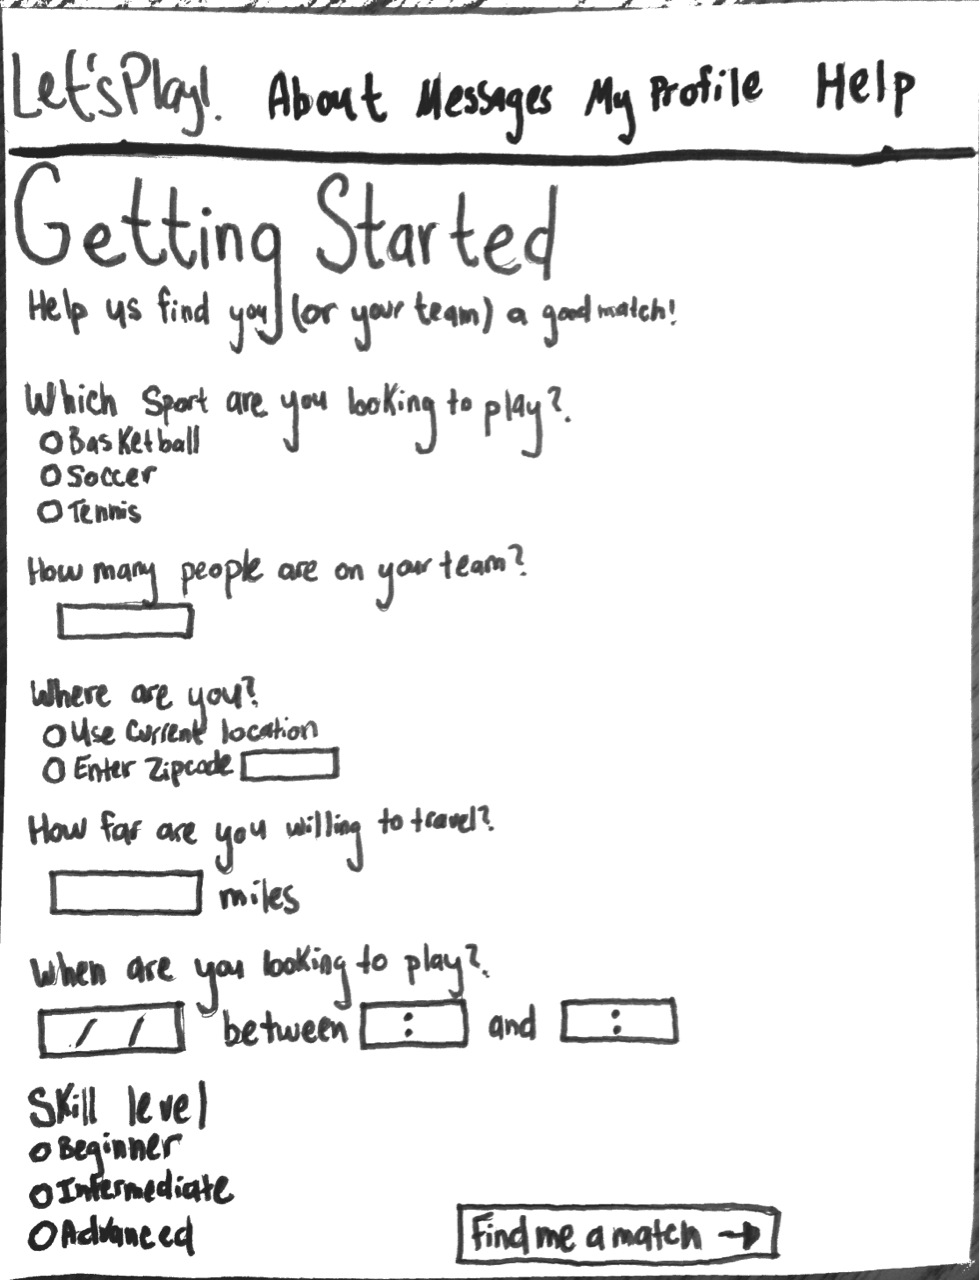 Let's Play! About Messages My Profile Help
Getting Started
Help us find you (or your team) a good match!
Which Sport are you looking to play?
Basketball
Soccer
Tennis
How many people are on your team?
Where are you?
Use Current location
Enter Zipcode
How far are you willing to travel?
miles
When are you looking to play?
/ / between : and :
Skill level
Beginner
Intermediate
Advanced
Find me a match →